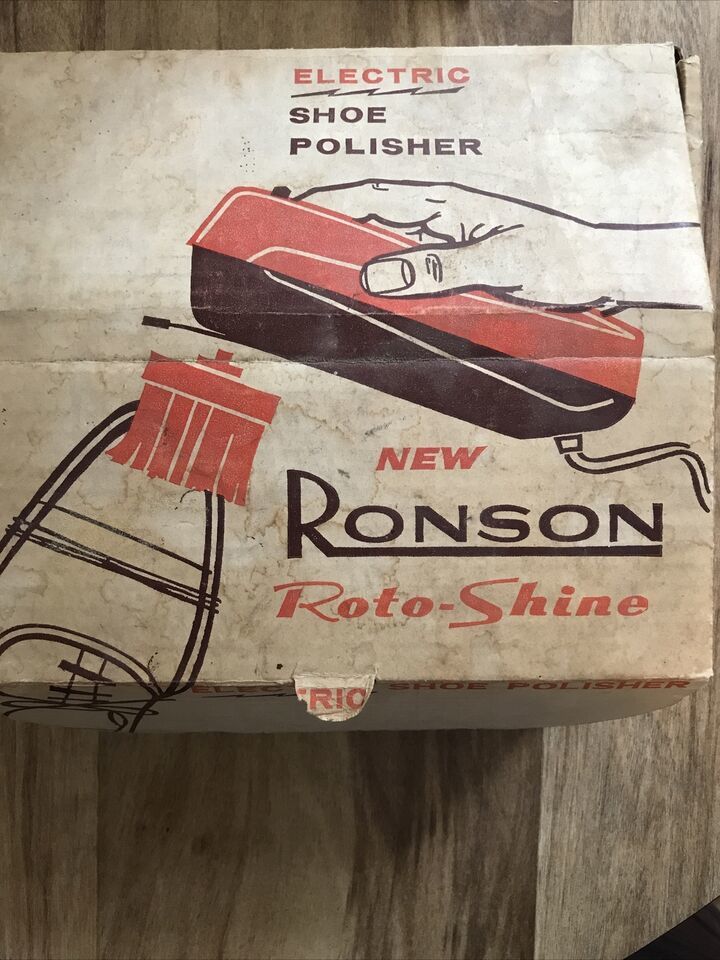 ELECTRIC
SHOE
POLISHER
NEW
RONSON
Roto-Shine
ELECTRIC SHOE POLISHER